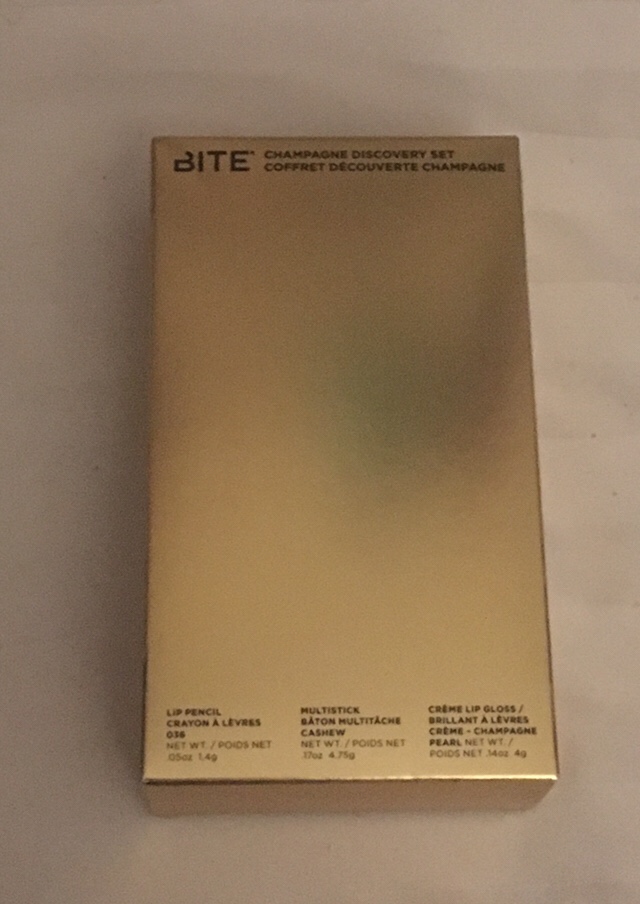 BITE
CHAMPAGNE DISCOVERY SET
COFFRET DÉCOUVERTE CHAMPAGNE
LIP PENCIL
CRAYON À LÈVRES
036
NET WT. / POIDS NET
.05oz 1,4g
MULTISTICK
BÂTON MULTITÂCHE
CASHEW
NET WT. / POIDS NET
.17oz 4.75g
CRÈME LIP GLOSS /
BRILLANT À LÈVRES
CRÈME - CHAMPAGNE
PEARL NET WT. /
POIDS NET .14oz 4g